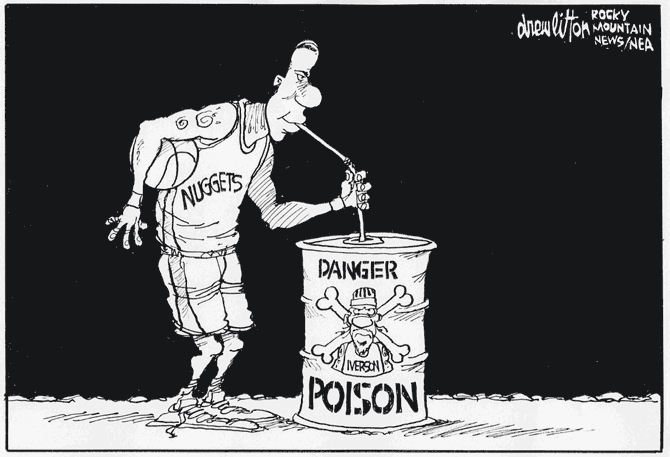 drewlitton ROCKY
MOUNTAIN
NEWS/NEA
NUGGETS
DANGER
IVERSON
POISON